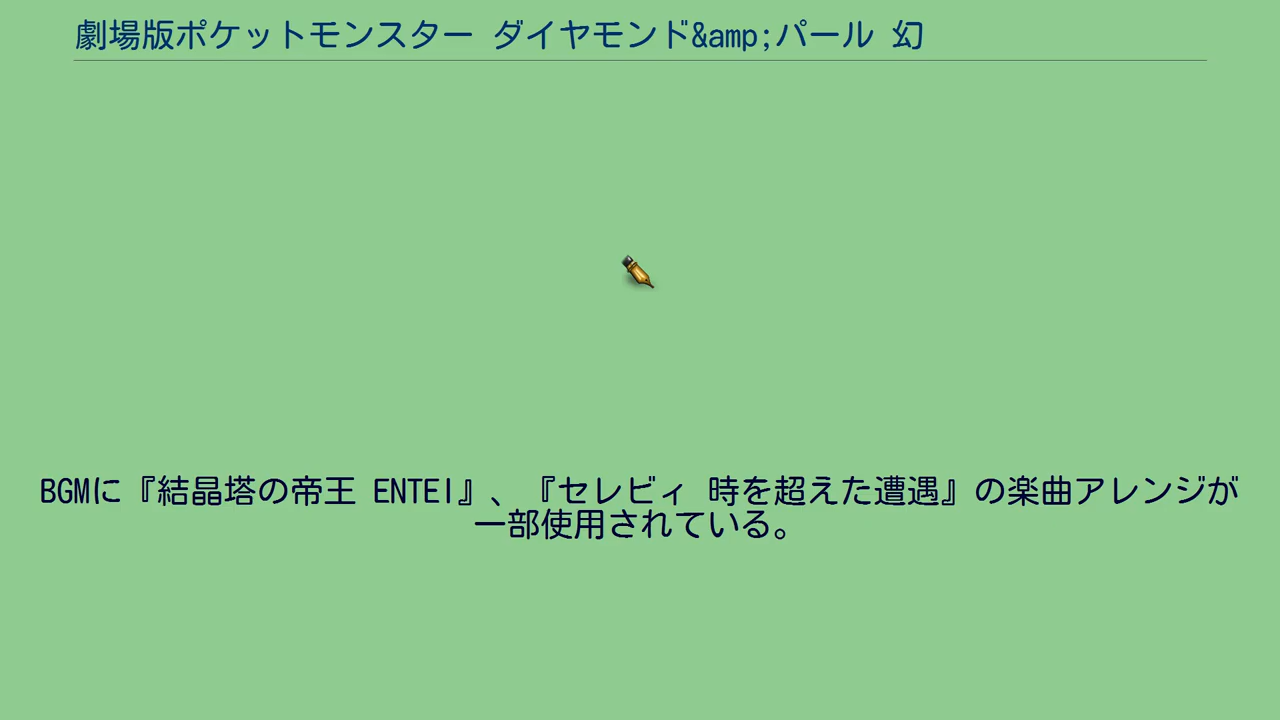 劇場版ポケットモンスター ダイヤモンド&amp;パール 幻
BGMに『結晶塔の帝王 ENTEI』、『セレビィ 時を超えた遭遇』の楽曲アレンジが
一部使用されている。